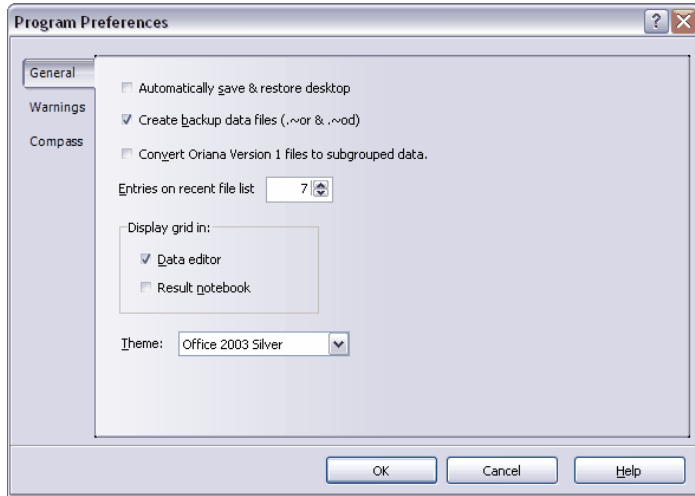 Program Preferences
?
General
Warnings
Compass
Automatically save & restore desktop
Create backup data files (.~or & .~od)
Convert Oriana Version 1 files to subgrouped data.
Entries on recent file list 7
Display grid in:
Data editor
Result notebook
Theme: Office 2003 Silver
OK Cancel Help